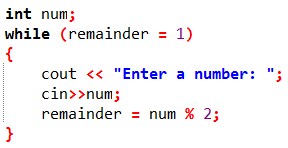 int num;
while (remainder = 1)
{
    cout << "Enter a number: ";
    cin>>num;
    remainder = num % 2;
}